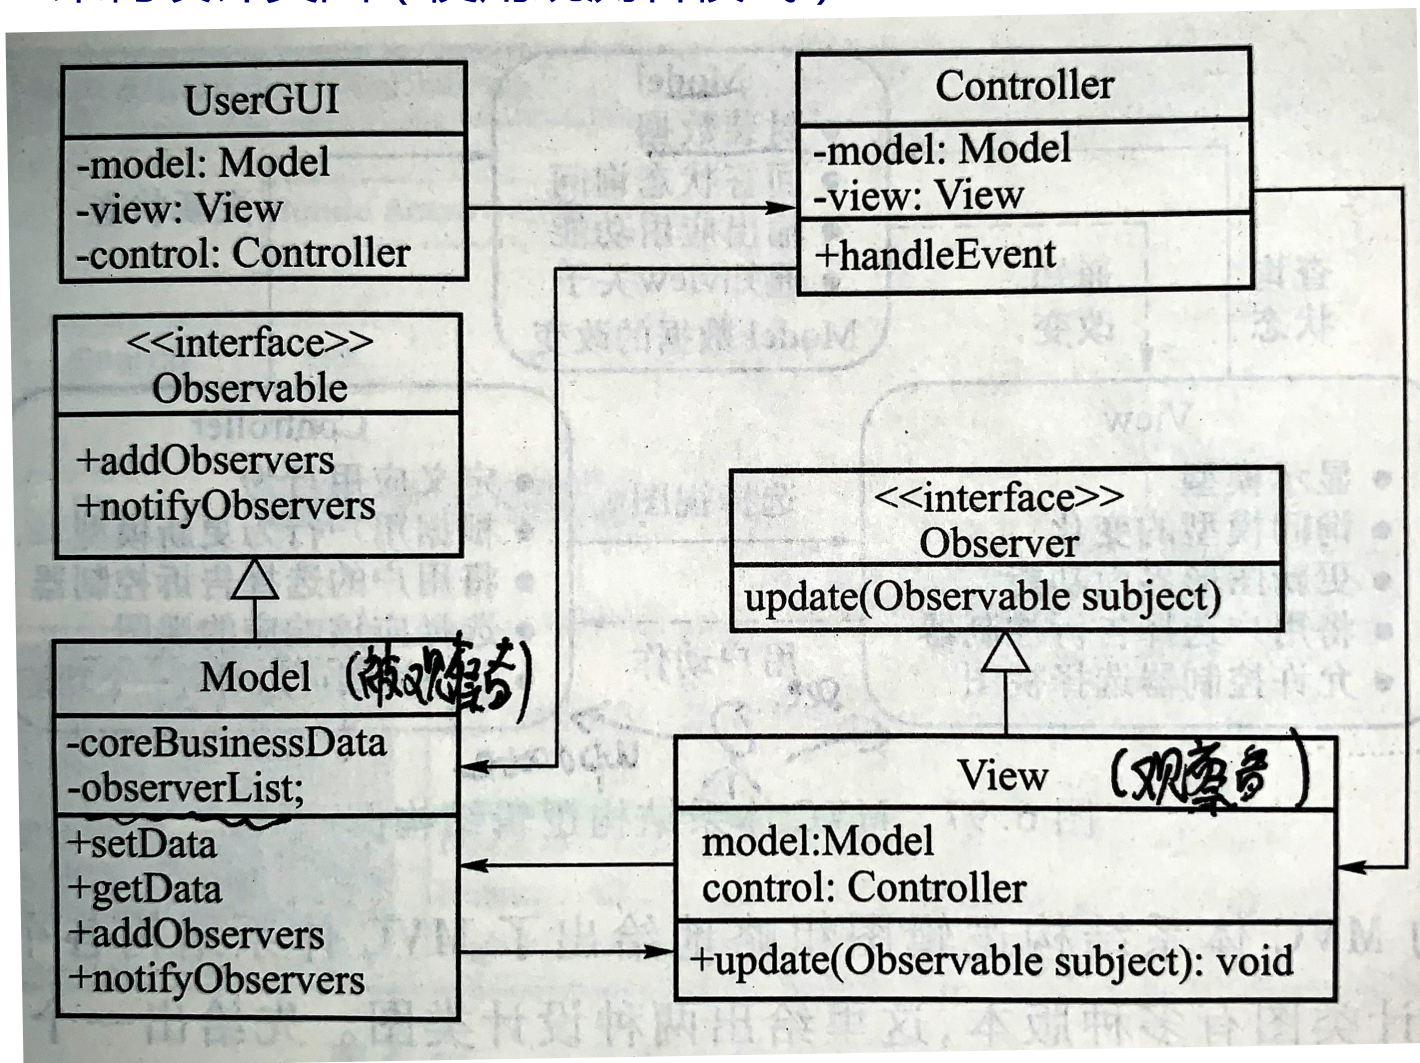 UserGUI
-model: Model
-view: View
-control: Controller
Controller
-model: Model
-view: View
+handleEvent
<<interface>>
Observable
+addObservers
+notifyObservers
<<interface>>
Observer
update(Observable subject)
Model (被观察者)
-coreBusinessData
-observerList;
+setData
+getData
+addObservers
+notifyObservers
View (观察者)
model:Model
control: Controller
+update(Observable subject): void